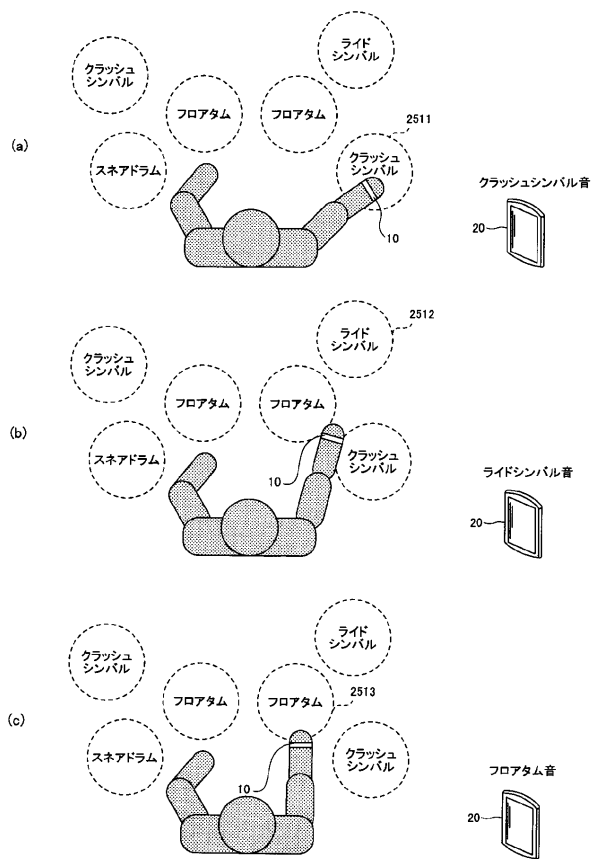 ライド
シンバル
クラッシュ
シンバル
フロアタム
フロアタム
2511
(a)
スネアドラム
クラッシュ
シンバル
クラッシュシンバル音
20
10
ライド
シンバル
2512
クラッシュ
シンバル
フロアタム
フロアタム
(b)
スネアドラム
クラッシュ
シンバル
10
ライドシンバル音
20
ライド
シンバル
クラッシュ
シンバル
フロアタム
フロアタム
2513
(c)
スネアドラム
クラッシュ
シンバル
10
フロアタム音
20